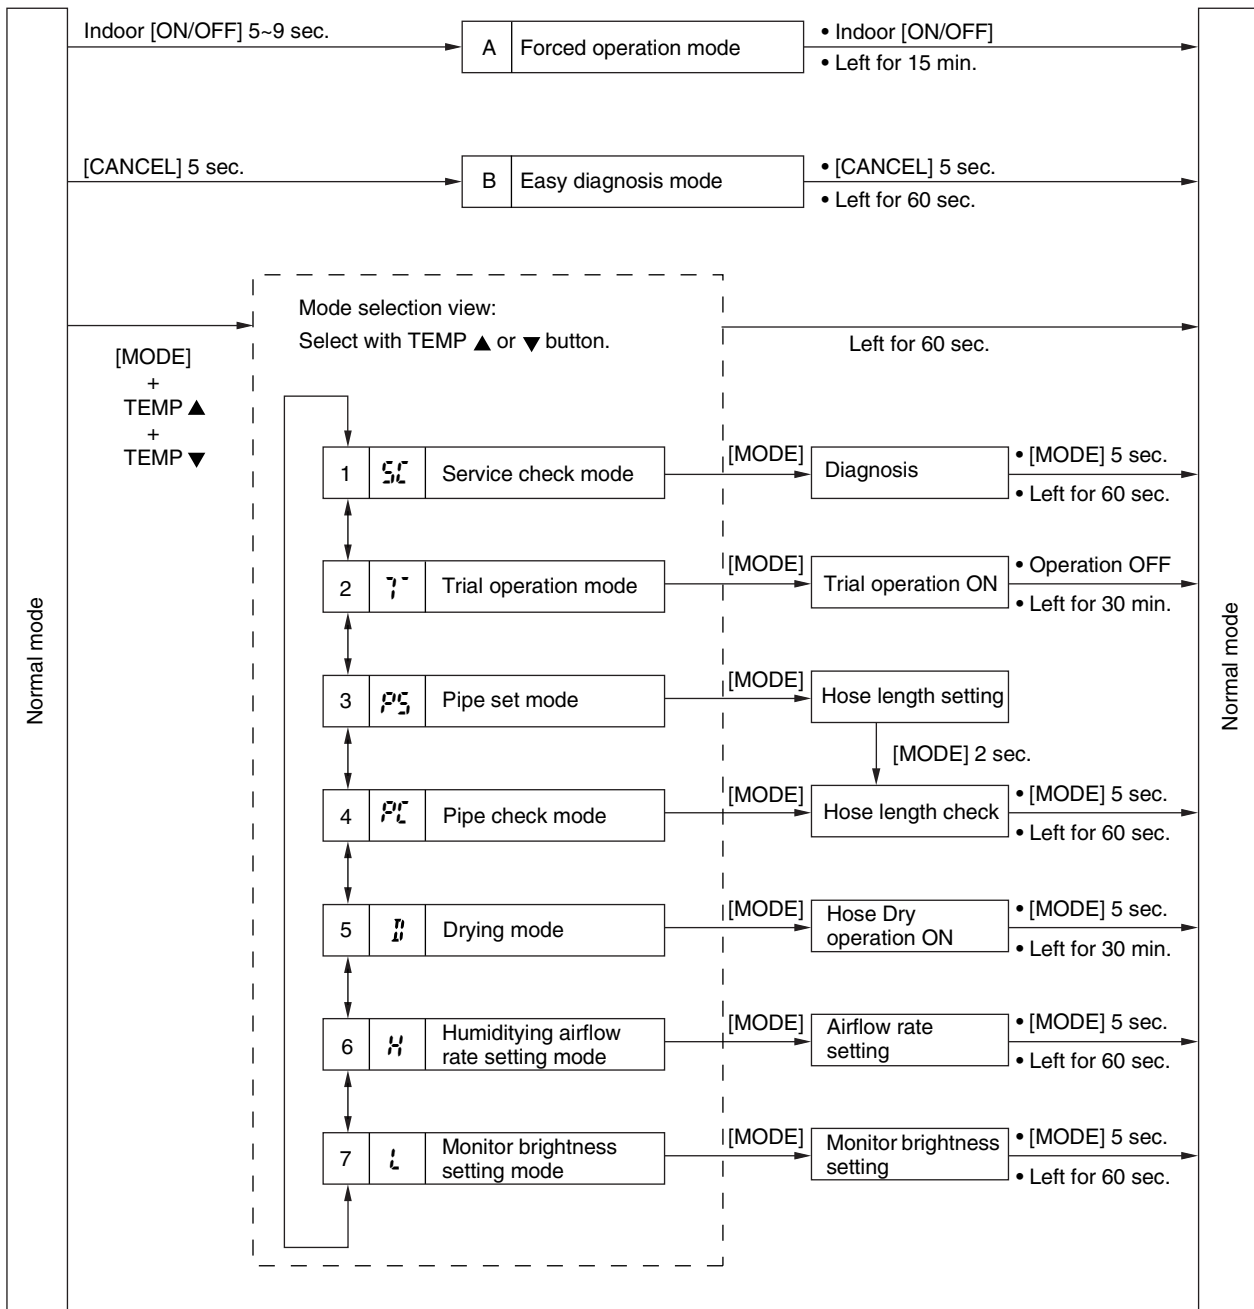 Indoor [ON/OFF] 5~9 sec.
A Forced operation mode
• Indoor [ON/OFF]
• Left for 15 min.
[CANCEL] 5 sec.
B Easy diagnosis mode
• [CANCEL] 5 sec.
• Left for 60 sec.
Normal mode
[MODE]
+
TEMP ▲
+
TEMP ▼
Mode selection view:
Select with TEMP ▲ or ▼ button.
Left for 60 sec.
1 SC Service check mode
[MODE]
Diagnosis
• [MODE] 5 sec.
• Left for 60 sec.
2 T Trial operation mode
[MODE]
Trial operation ON
• Operation OFF
• Left for 30 min.
3 PS Pipe set mode
[MODE]
Hose length setting
[MODE] 2 sec.
4 PC Pipe check mode
[MODE]
Hose length check
• [MODE] 5 sec.
• Left for 60 sec.
5 D Drying mode
[MODE]
Hose Dry
operation ON
• [MODE] 5 sec.
• Left for 30 min.
6 H Humiditying airflow
rate setting mode
[MODE]
Airflow rate
setting
• [MODE] 5 sec.
• Left for 60 sec.
7 L Monitor brightness
setting mode
[MODE]
Monitor brightness
setting
• [MODE] 5 sec.
• Left for 60 sec.
Normal mode